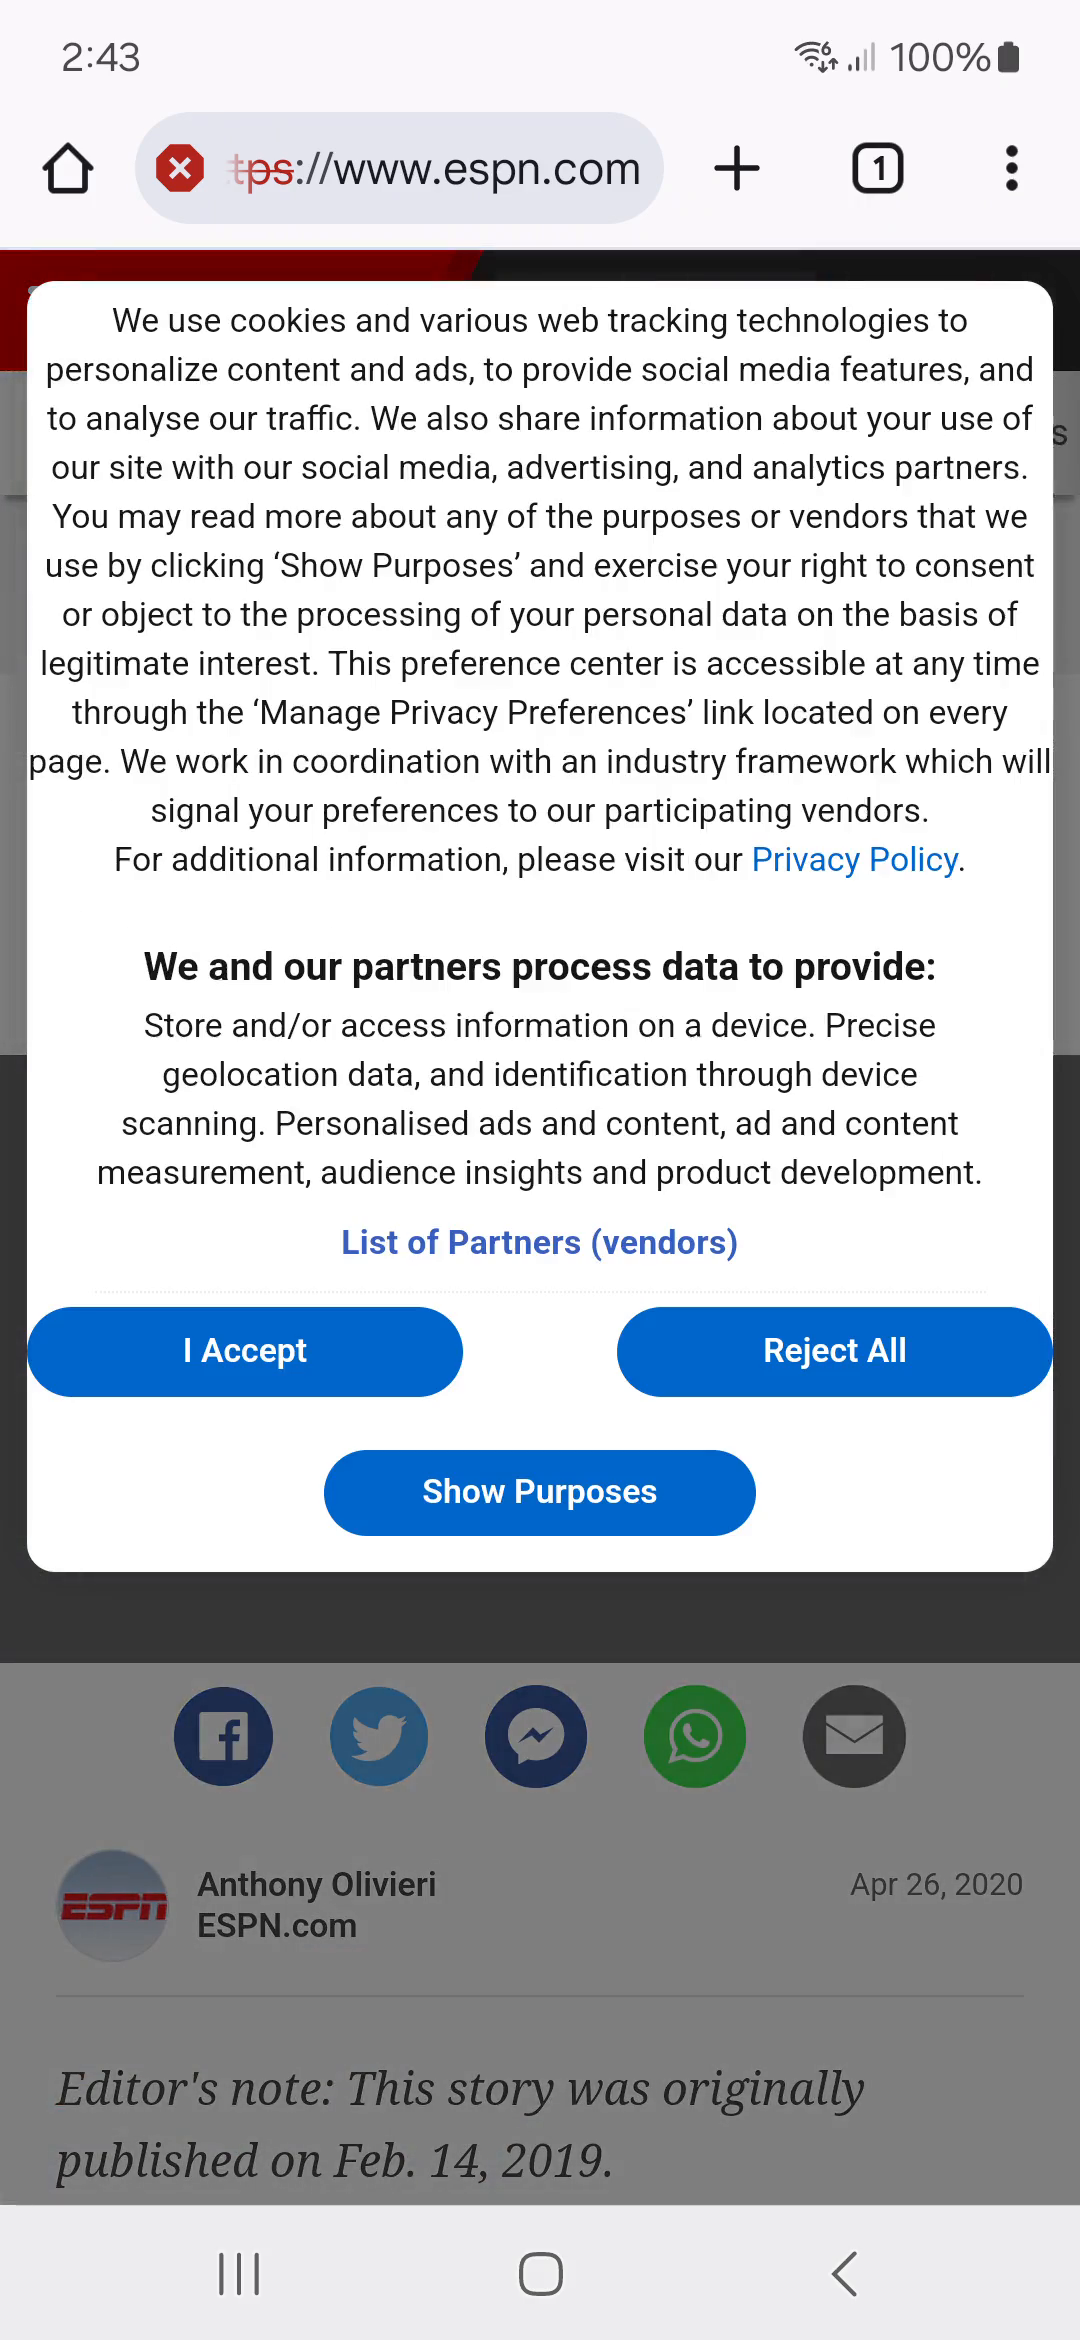 2:43
6
100%
tps://www.espn.com
1
s
We use cookies and various web tracking technologies to
personalize content and ads, to provide social media features, and
to analyse our traffic. We also share information about your use of
our site with our social media, advertising, and analytics partners.
You may read more about any of the purposes or vendors that we
use by clicking ‘Show Purposes’ and exercise your right to consent
or object to the processing of your personal data on the basis of
legitimate interest. This preference center is accessible at any time
through the ‘Manage Privacy Preferences’ link located on every
page. We work in coordination with an industry framework which will
signal your preferences to our participating vendors.
For additional information, please visit our Privacy Policy.
We and our partners process data to provide:
Store and/or access information on a device. Precise
geolocation data, and identification through device
scanning. Personalised ads and content, ad and content
measurement, audience insights and product development.
List of Partners (vendors)
I Accept
Reject All
Show Purposes
ESPN
Anthony Olivieri
Apr 26, 2020
ESPN.com
Editor's note: This story was originally
published on Feb. 14, 2019.